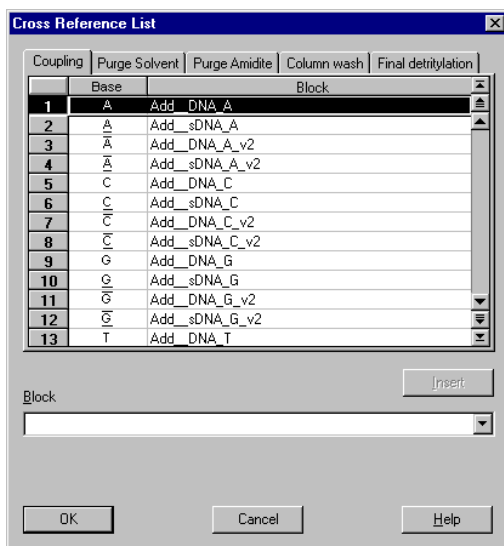 Cross Reference List
Coupling Purge Solvent Purge Amidite Column wash Final detritylation
Base Block
1 A Add__DNA_A
2 A̲ Add__sDNA_A
3 A̅ Add__DNA_A_v2
4 A̲̅ Add__sDNA_A_v2
5 C Add__DNA_C
6 C̲ Add__sDNA_C
7 C̅ Add__DNA_C_v2
8 C̲̅ Add__sDNA_C_v2
9 G Add__DNA_G
10 G̲ Add__sDNA_G
11 G̅ Add__DNA_G_v2
12 G̲̅ Add__sDNA_G_v2
13 T Add__DNA_T
Insert
Block
OK Cancel Help